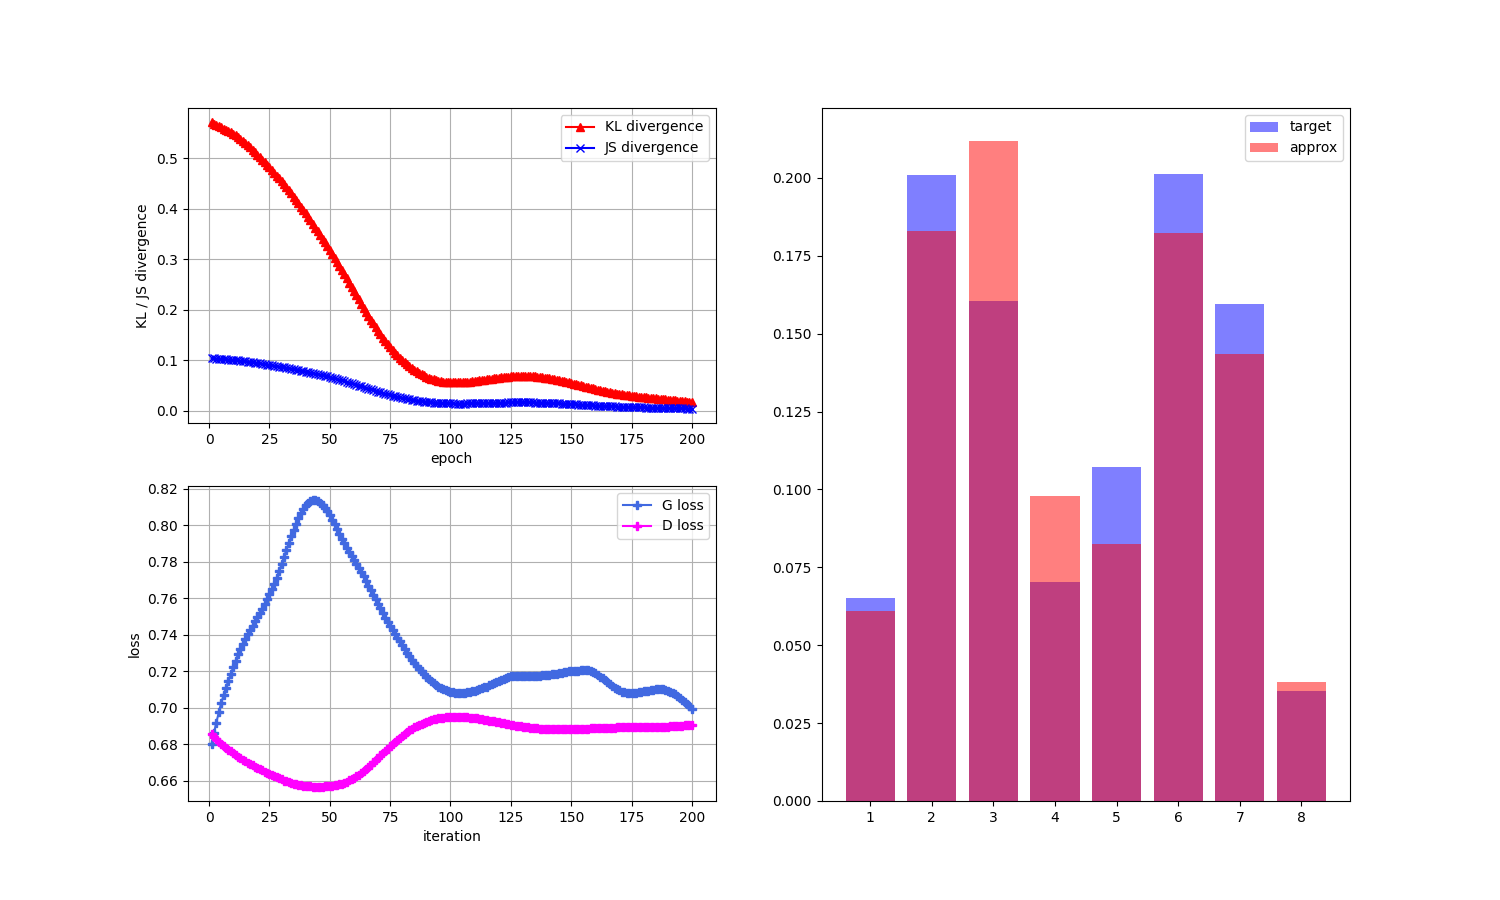 KL divergence
JS divergence
KL / JS divergence
0.5
0.4
0.3
0.2
0.1
0.0
0 25 50 75 100 125 150 175 200
epoch
G loss
D loss
loss
0.82
0.80
0.78
0.76
0.74
0.72
0.70
0.68
0.66
0 25 50 75 100 125 150 175 200
iteration
target
approx
0.200
0.175
0.150
0.125
0.100
0.075
0.050
0.025
0.000
1 2 3 4 5 6 7 8